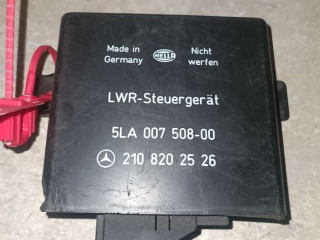 Made in Germany
HELLA
Nicht werfen
LWR-Steuergerät
5LA 007 508-00
210 820 25 26